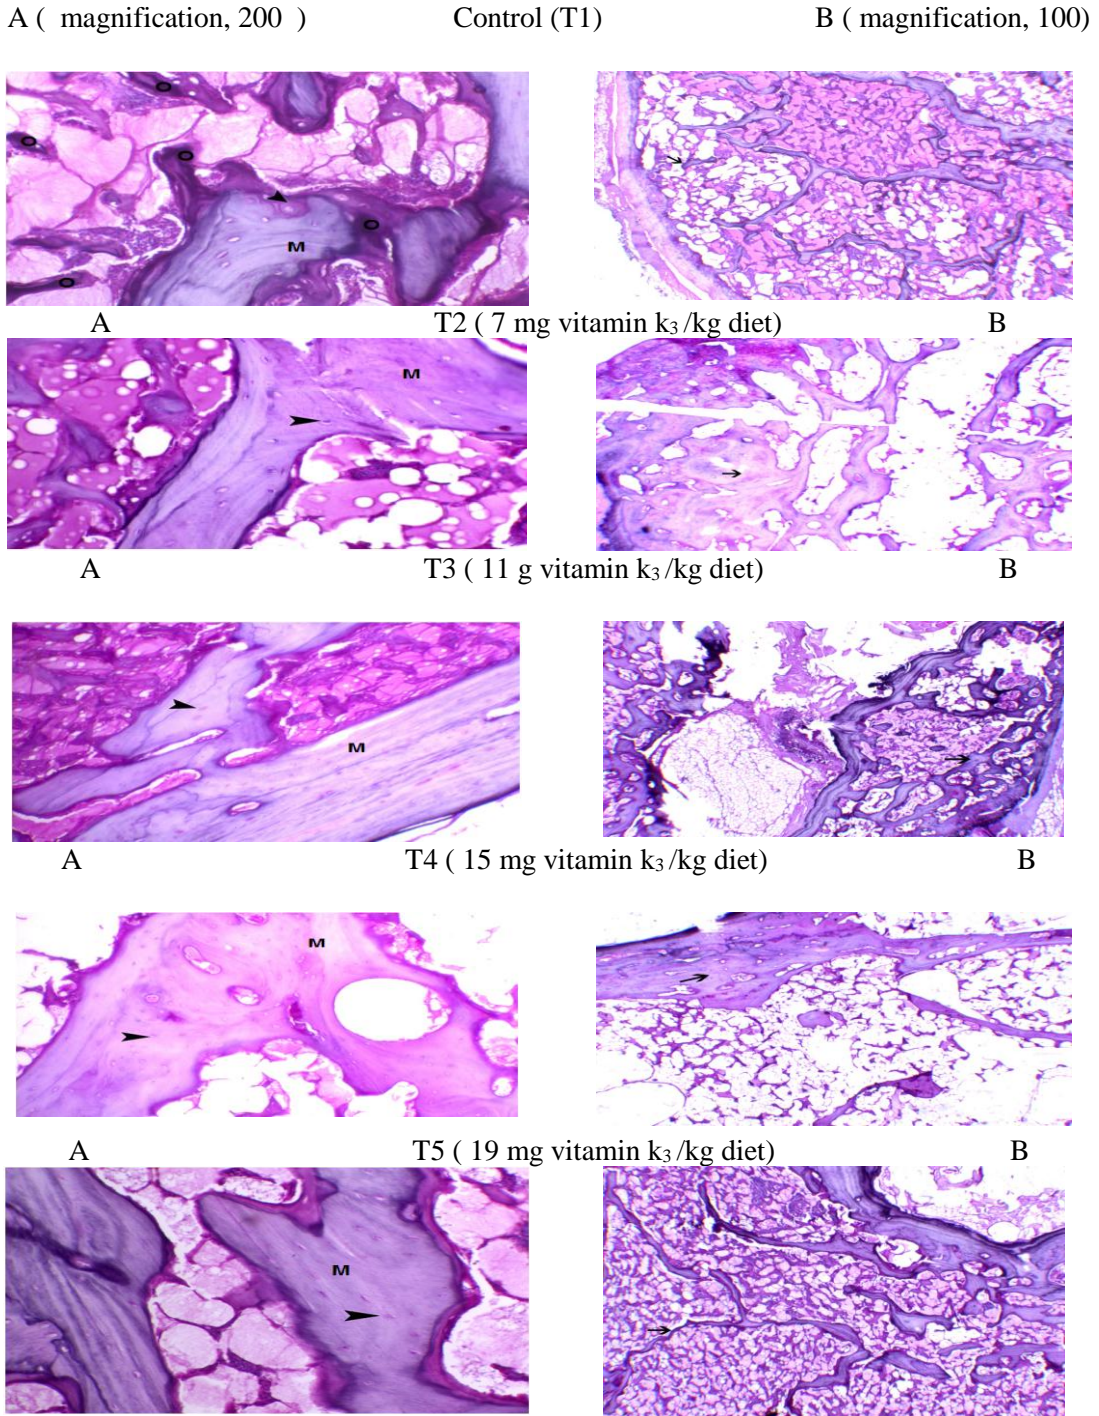 A ( magnification, 200 ) Control (T1) B ( magnification, 100)
O
O
O
O
O
M
A T2 ( 7 mg vitamin k₃ /kg diet) B
M
A T3 ( 11 g vitamin k₃ /kg diet) B
M
A T4 ( 15 mg vitamin k₃ /kg diet) B
M
A T5 ( 19 mg vitamin k₃ /kg diet) B
M